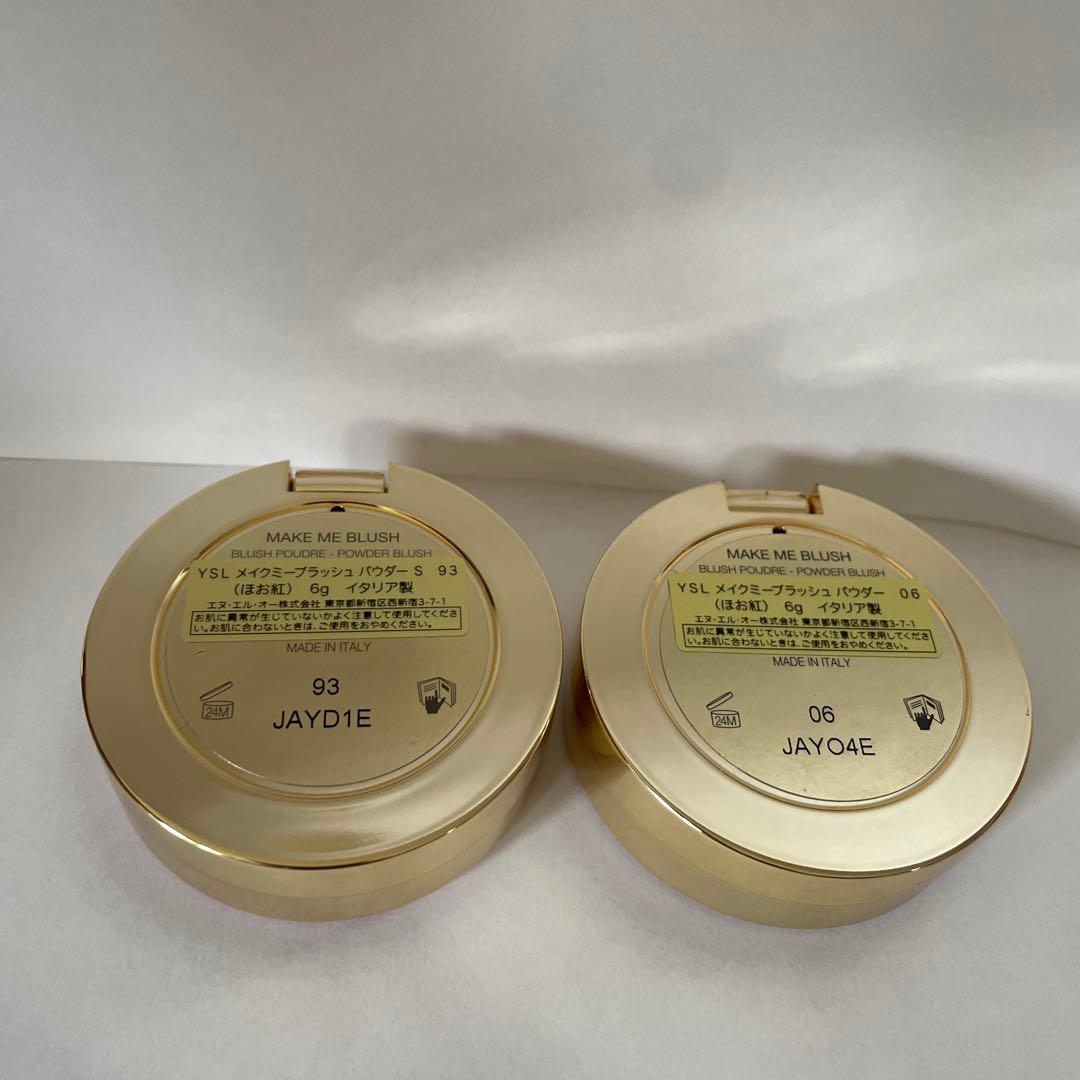 MAKE ME BLUSH
BLUSH POUDRE - POWDER BLUSH
YSL メイクミーブラッシュ パウダー S 93
(ほお紅) 6g イタリア製
エヌ・エル・オー株式会社 東京都新宿区西新宿3-7-1
お肌に異常が生じていないかよく注意して使用してくださ
い。お肌に合わないときは、ご使用をおやめください。
MADE IN ITALY
24M
93
JAYD1E
MAKE ME BLUSH
BLUSH POUDRE - POWDER BLUSH
YSL メイクミーブラッシュ パウダー 06
(ほお紅) 6g イタリア製
エヌ・エル・オー株式会社 東京都新宿区西新宿3-7-1
お肌に異常が生じていないかよく注意して使用してくださ
い。お肌に合わないときは、ご使用をおやめください。
MADE IN ITALY
24M
06
JAYO4E